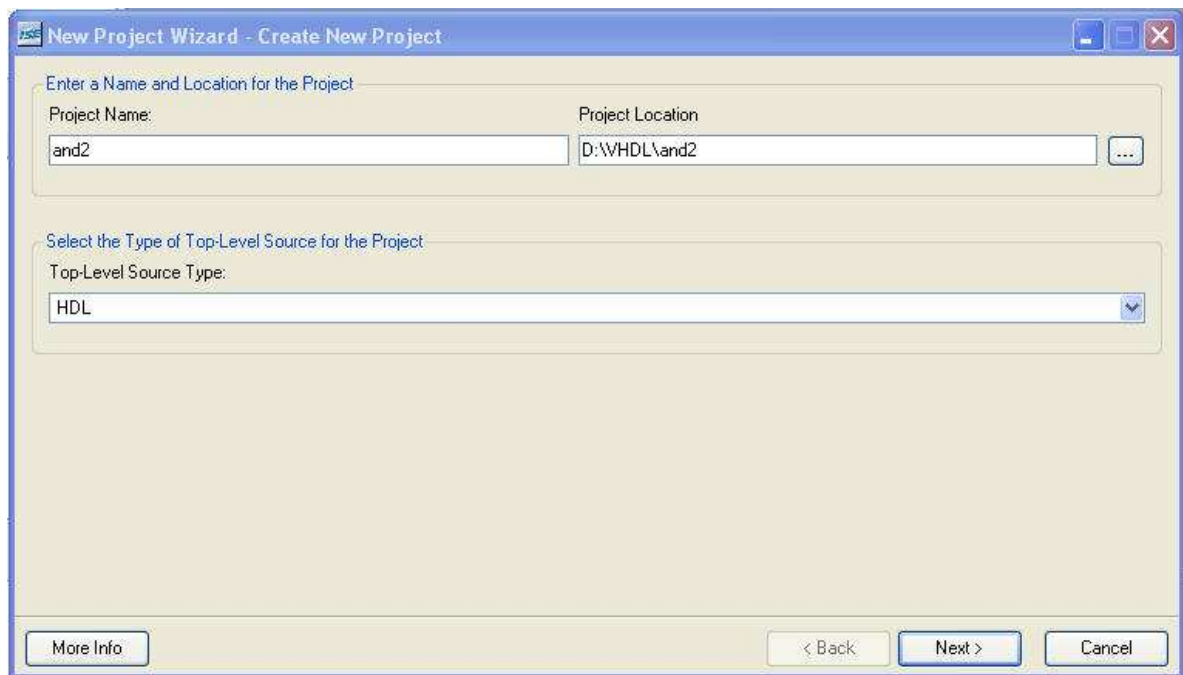 ISE New Project Wizard - Create New Project
Enter a Name and Location for the Project
Project Name: Project Location
and2 D:\VHDL\and2 ...
Select the Type of Top-Level Source for the Project
Top-Level Source Type:
HDL
More Info < Back Next > Cancel